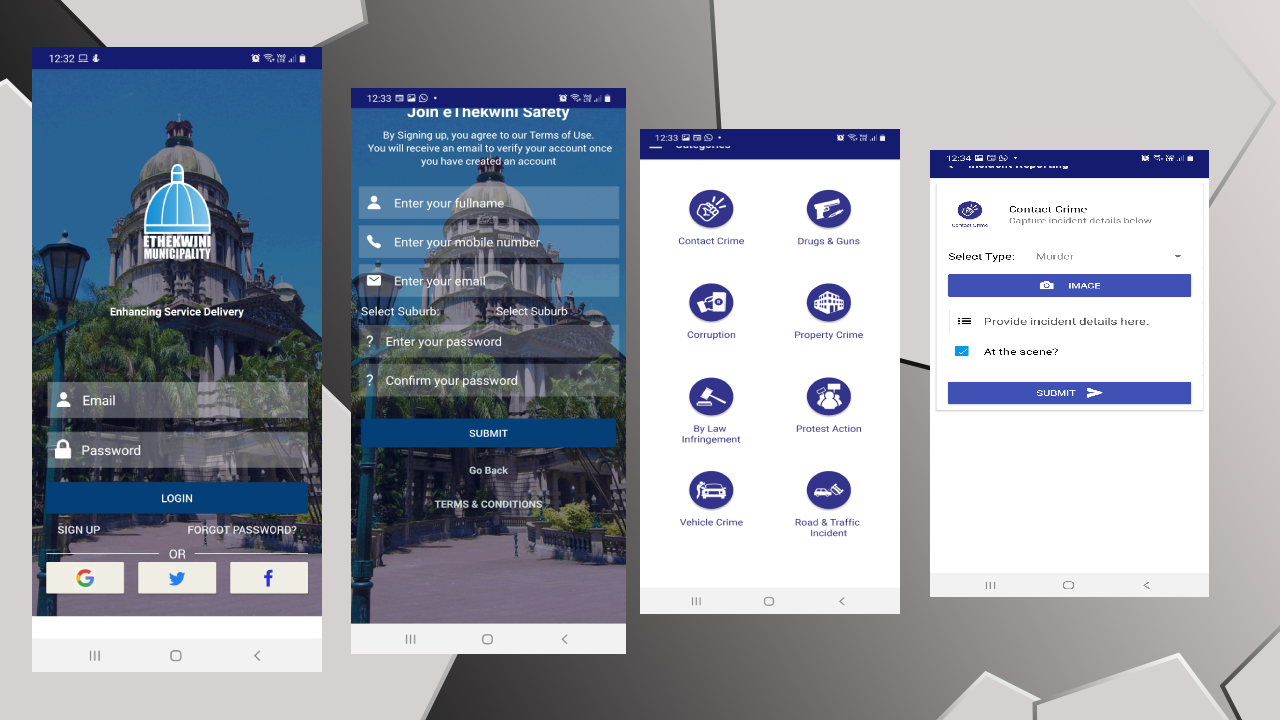 12:32
ETHEKWINI
MUNICIPALITY
Enhancing Service Delivery
Email
Password
LOGIN
SIGN UP
FORGOT PASSWORD?
OR
12:33
Join eThekwini Safety
By Signing up, you agree to our Terms of Use.
You will receive an email to verify your account once
you have created an account
Enter your fullname
Enter your mobile number
Enter your email
Select Suburb:
Select Suburb
? Enter your password
? Confirm your password
SUBMIT
Go Back
TERMS & CONDITIONS
12:33
Categories
Contact Crime
Drugs & Guns
Corruption
Property Crime
By Law
Infringement
Protest Action
Vehicle Crime
Road & Traffic
Incident
12:34
Incident Reporting
Contact Crime
Capture incident details below
Contact Crime
Select Type:
Murder
IMAGE
Provide incident details here.
At the scene?
SUBMIT